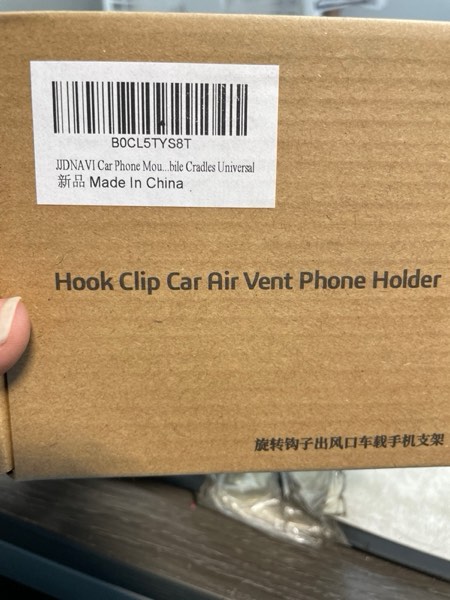 B0CL5TYS8T
JJDNAVI Car Phone Mou...bile Cradles Universal
新品 Made In China
Hook Clip Car Air Vent Phone Holder
旋转钩子出风口车载手机支架